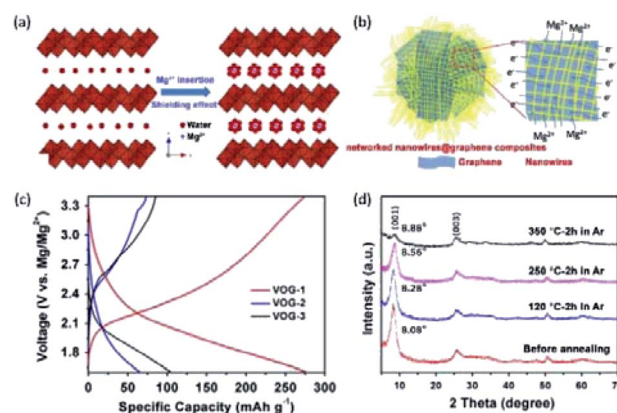 (a)
Mg²⁺ insertion
Shielding effect
Water
Mg²⁺
(b)
Mg²⁺ Mg²⁺
e⁻ e⁻
e⁻ e⁻
e⁻ e⁻
e⁻ e⁻
Mg²⁺ Mg²⁺
networked nanowires@graphene composites
Graphene Nanowires
(c)
Voltage (V vs. Mg/Mg²⁺)
3.4
3.0
2.6
2.2
1.8
VOG-1
VOG-2
VOG-3
0 50 100 150 200 250 300
Specific Capacity (mAh g⁻¹)
(d)
Intensity (a.u.)
(001)
(003)
8.88°
350 °C-2h in Ar
8.56°
250 °C-2h in Ar
8.28°
120 °C-2h in Ar
8.08°
Before annealing
10 20 30 40 50 60 70
2 Theta (degree)